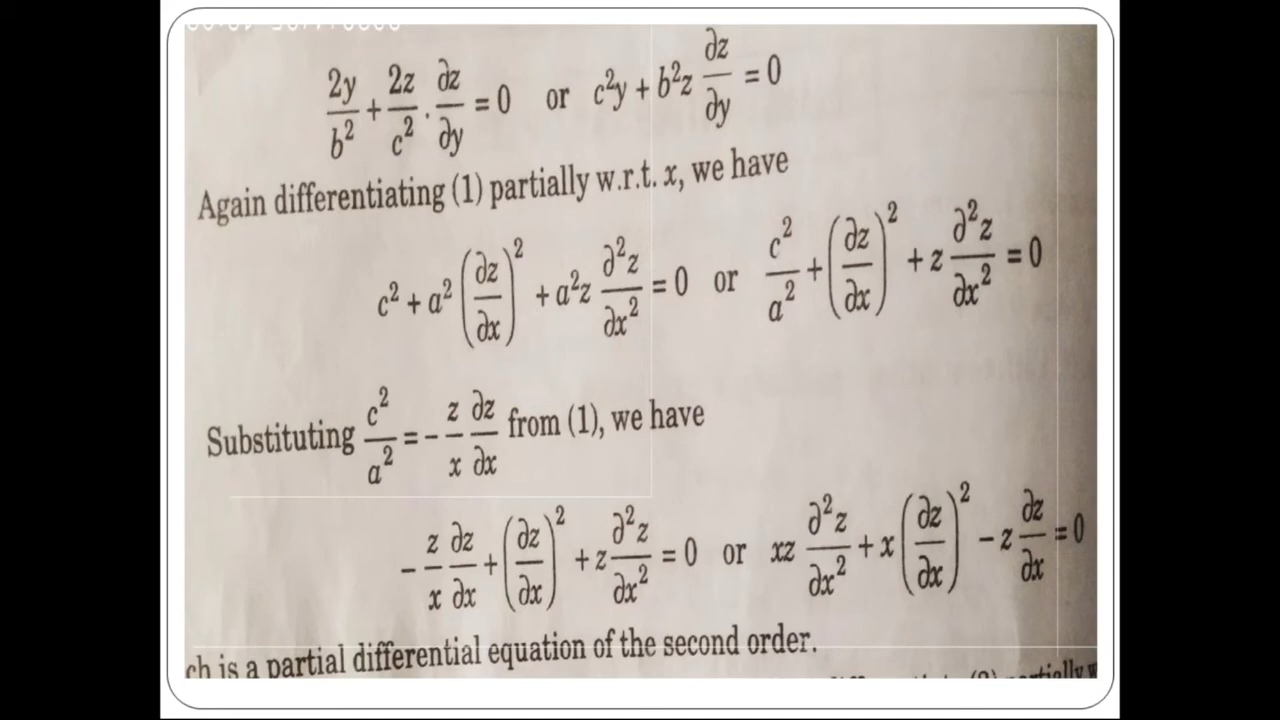 2y/b² + 2z/c² . ∂z/∂y = 0 or c²y + b²z ∂z/∂y = 0
Again differentiating (1) partially w.r.t. x, we have
c² + a² (∂z/∂x)² + a²z ∂²z/∂x² = 0 or c²/a² + (∂z/∂x)² + z ∂²z/∂x² = 0
Substituting c²/a² = - z/x ∂z/∂x from (1), we have
- z/x ∂z/∂x + (∂z/∂x)² + z ∂²z/∂x² = 0 or xz ∂²z/∂x² + x (∂z/∂x)² - z ∂z/∂x = 0
ch is a partial differential equation of the second order.
(2) partially w